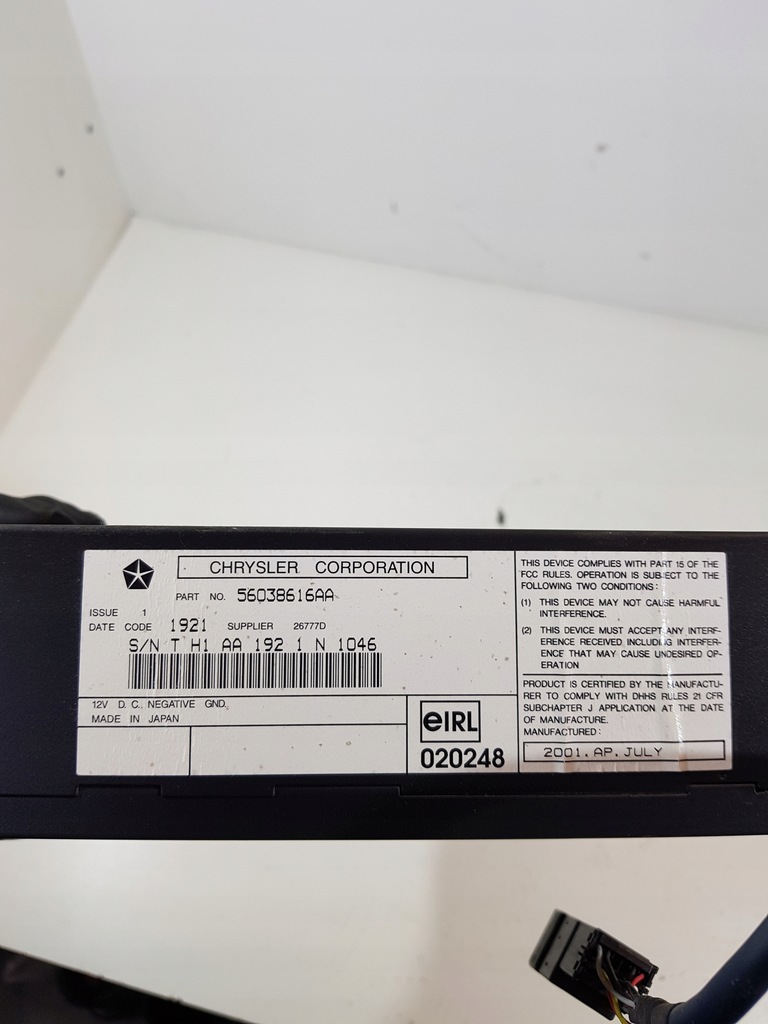 CHRYSLER CORPORATION
PART NO. 56038616AA
ISSUE 1
DATE CODE 1921 SUPPLIER 26777D
S/N T H1 AA 192 1 N 1046
12V D.C. NEGATIVE GND.
MADE IN JAPAN
eIRL
020248
THIS DEVICE COMPLIES WITH PART 15 OF THE
FCC RULES. OPERATION IS SUBJECT TO THE
FOLLOWING TWO CONDITIONS:
(1) THIS DEVICE MAY NOT CAUSE HARMFUL
INTERFERENCE.
(2) THIS DEVICE MUST ACCEPT ANY INTERF-
ERENCE RECEIVED, INCLUDING INTERFER-
ENCE THAT MAY CAUSE UNDESIRED OP-
ERATION
PRODUCT IS CERTIFIED BY THE MANUFACTU-
RER TO COMPLY WITH DHHS RULES 21 CFR
SUBCHAPTER J APPLICATION AT THE DATE
OF MANUFACTURE.
MANUFACTURED:
2001.AP.JULY